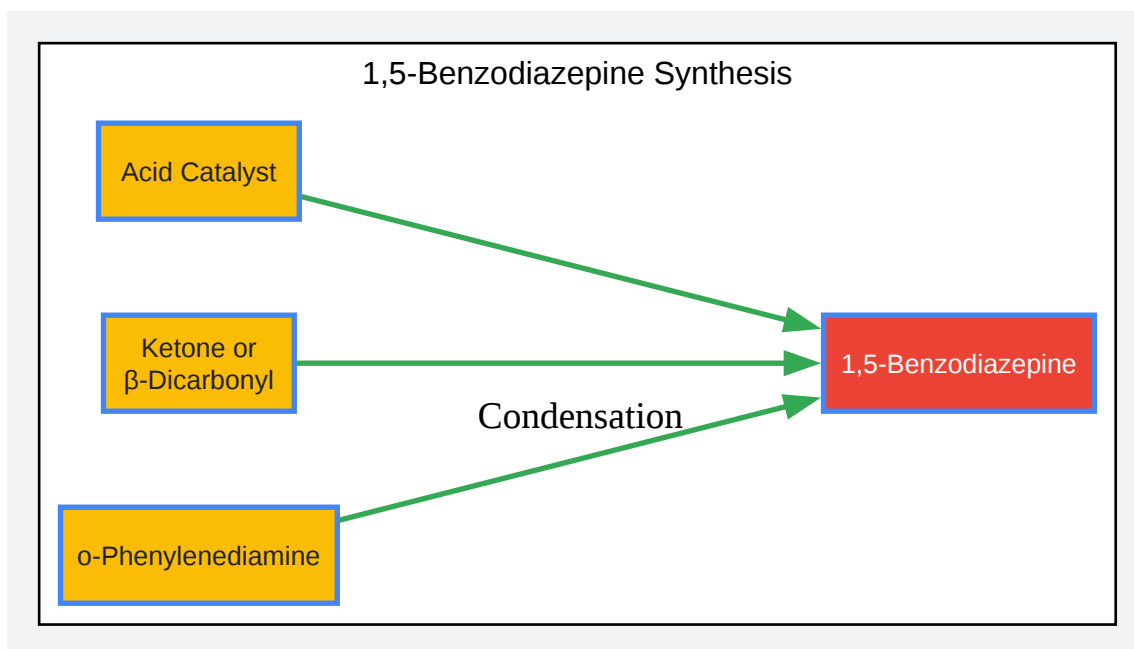 1,5-Benzodiazepine Synthesis
Acid Catalyst
Ketone or
β-Dicarbonyl
1,5-Benzodiazepine
Condensation
o-Phenylenediamine